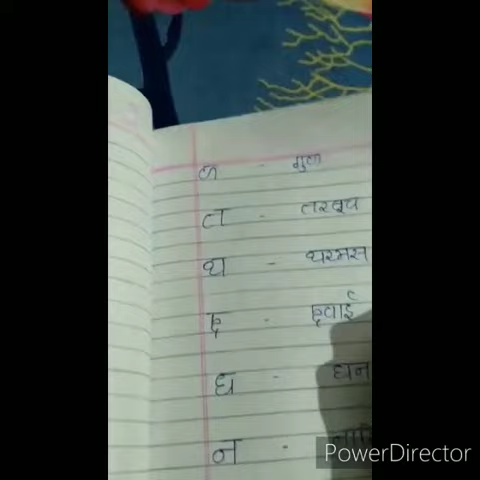 त - तरबूच
थ - थरमस
द - दवाई
ध - धन
न -
PowerDirector